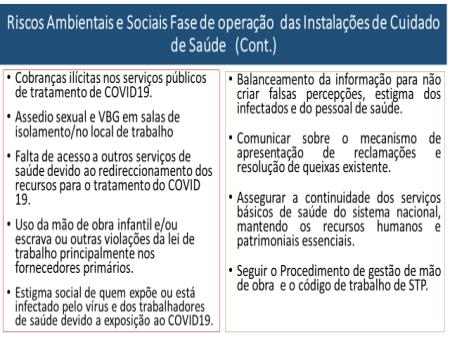 Riscos Ambientais e Sociais Fase de operação das Instalações de Cuidado
de Saúde (Cont.)
• Cobranças ilícitas nos serviços públicos
de tratamento de COVID19.
• Assedio sexual e VBG em salas de
isolamento/no local de trabalho
• Falta de acesso a outros serviços de
saúde devido ao redireccionamento dos
recursos para o tratamento do COVID
19.
• Uso da mão de obra infantil e/ou
escrava ou outras violações da lei de
trabalho principalmente nos
fornecedores primários.
• Estigma social de quem expõe ou está
infectado pelo vírus e dos trabalhadores
de saúde devido a exposição ao COVID19.
• Balanceamento da informação para não
criar falsas percepções, estigma dos
infectados e do pessoal de saúde.
• Comunicar sobre o mecanismo de
apresentação de reclamações e
resolução de queixas existente.
• Assegurar a continuidade dos serviços
básicos de saúde do sistema nacional,
mantendo os recursos humanos e
patrimoniais essenciais.
• Seguir o Procedimento de gestão de mão
de obra e o código de trabalho de STP.